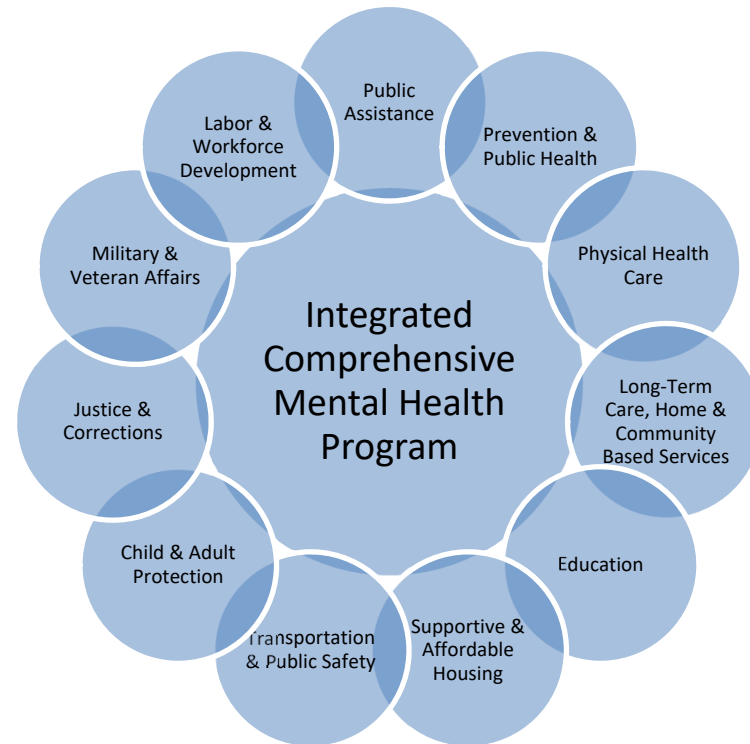 Public
Assistance
Prevention &
Public Health
Physical Health
Care
Long-Term
Care, Home &
Community
Based Services
Education
Supportive &
Affordable
Housing
Transportation
& Public Safety
Child & Adult
Protection
Justice &
Corrections
Military &
Veteran Affairs
Labor &
Workforce
Development
Integrated
Comprehensive
Mental Health
Program